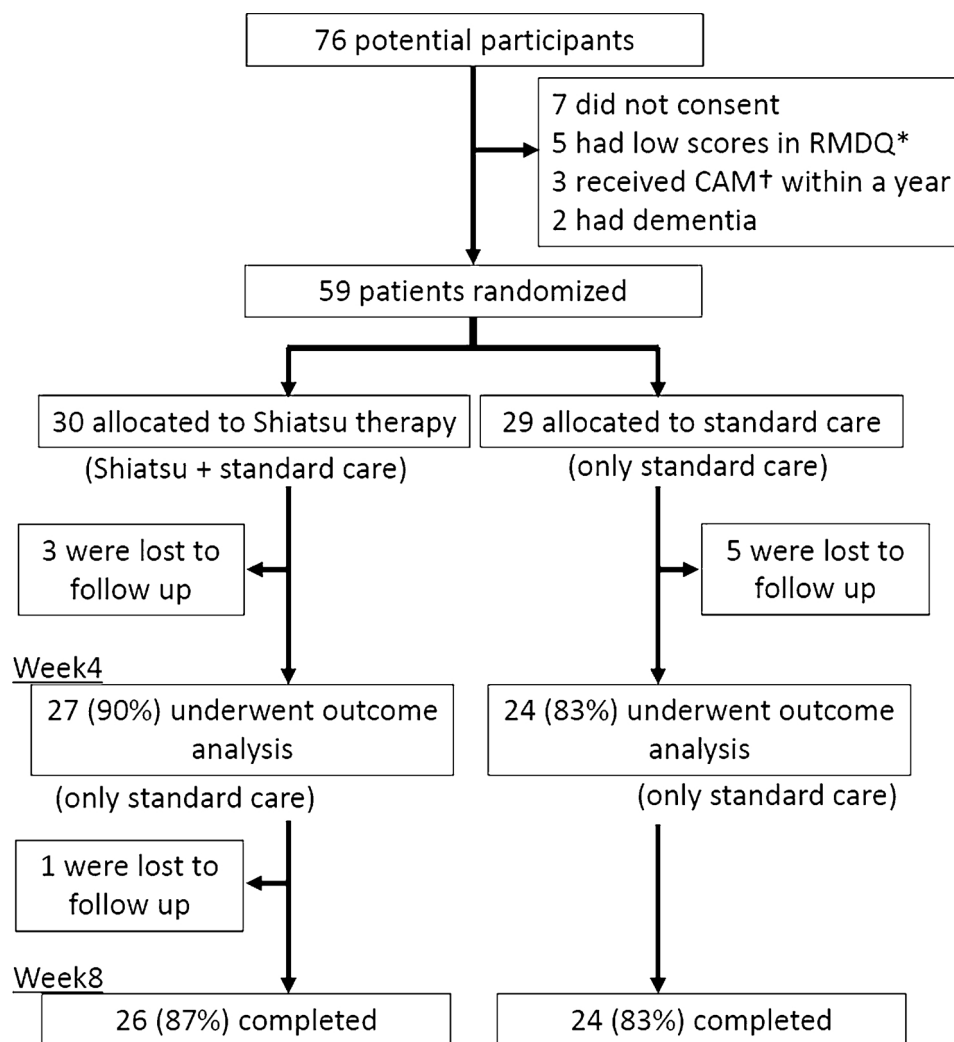 76 potential participants
7 did not consent
5 had low scores in RMDQ*
3 received CAM† within a year
2 had dementia
59 patients randomized
30 allocated to Shiatsu therapy
(Shiatsu + standard care)
29 allocated to standard care
(only standard care)
3 were lost to
follow up
5 were lost to
follow up
Week4
27 (90%) underwent outcome
analysis
(only standard care)
24 (83%) underwent outcome
analysis
(only standard care)
1 were lost to
follow up
Week8
26 (87%) completed
24 (83%) completed